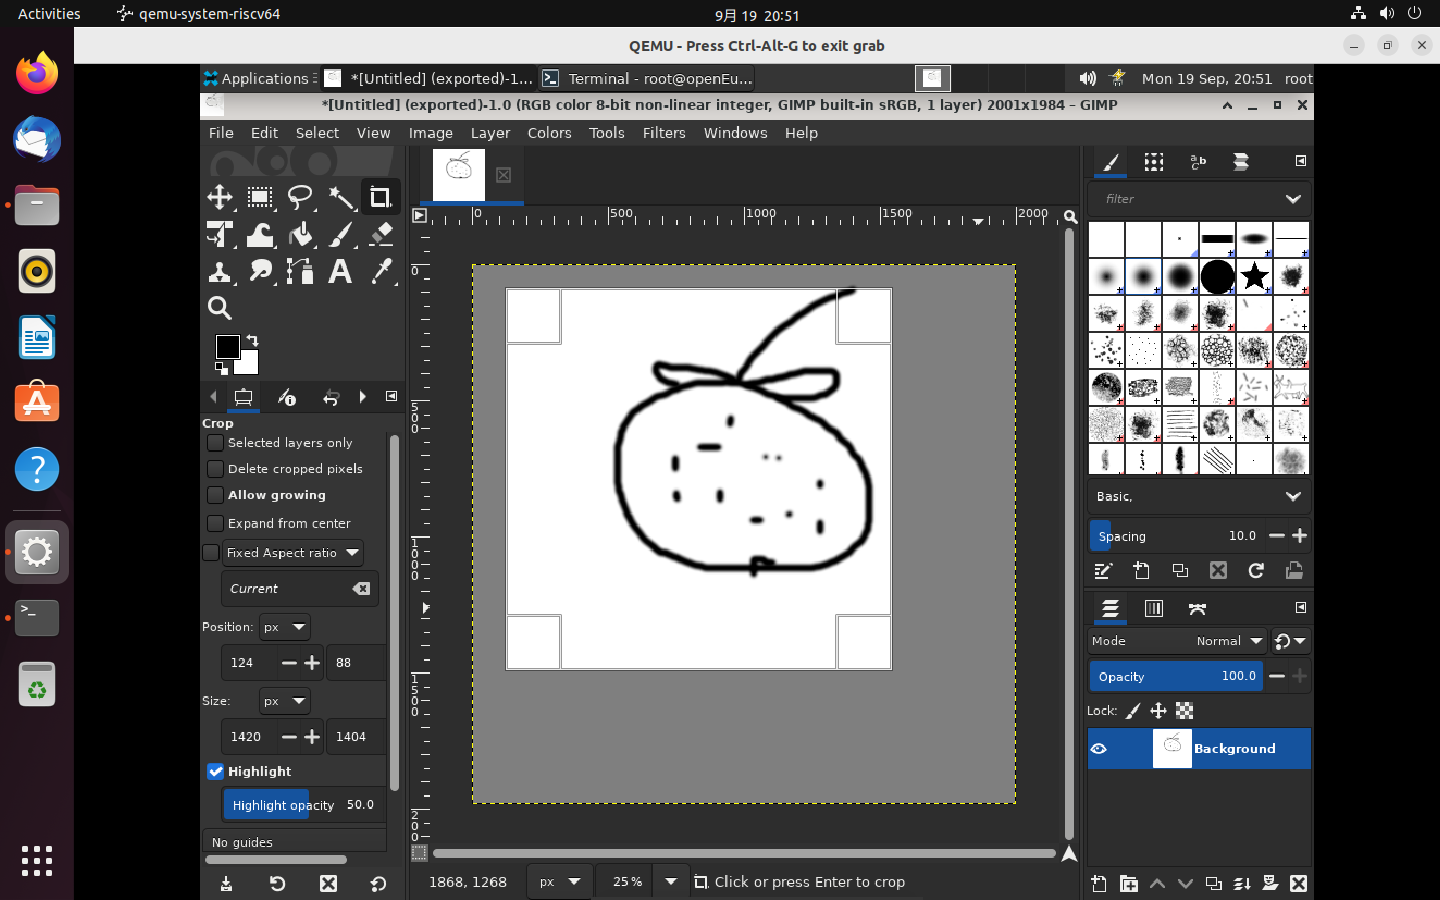 Activities
qemu-system-riscv64
9月 19 20:51
QEMU - Press Ctrl-Alt-G to exit grab
Applications
*[Untitled] (exported)-1...
Terminal - root@openEu...
Mon 19 Sep, 20:51
root
*[Untitled] (exported)-1.0 (RGB color 8-bit non-linear integer, GIMP built-in sRGB, 1 layer) 2001x1984 – GIMP
File Edit Select View Image Layer Colors Tools Filters Windows Help
0 500 1000 1500 2000
0
500
1000
1500
200
Crop
Selected layers only
Delete cropped pixels
Allow growing
Expand from center
Fixed Aspect ratio
Current
Position: px
124 88
Size: px
1420 1404
Highlight
Highlight opacity 50.0
No guides
1868, 1268 px 25% Click or press Enter to crop
filter
Basic,
Spacing 10.0
Mode Normal
Opacity 100.0
Lock:
Background